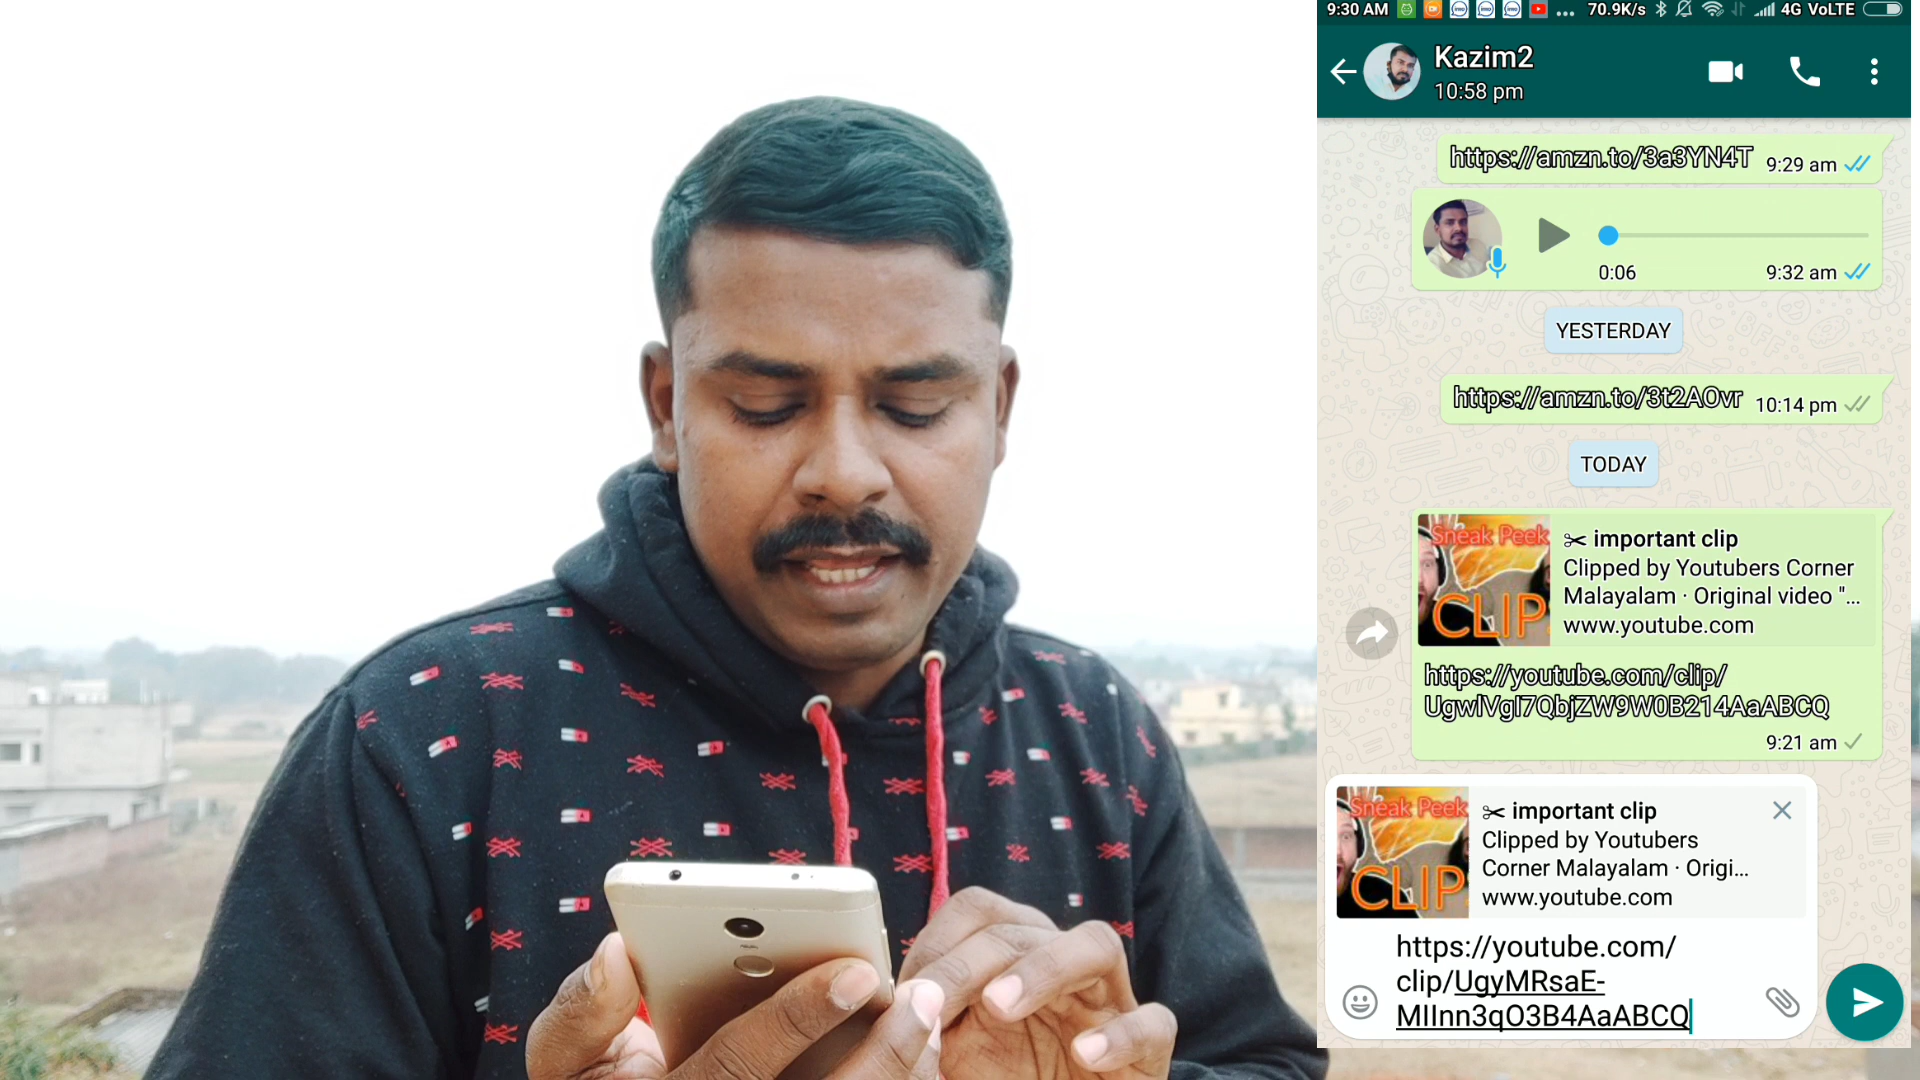 9:30 AM
70.9K/s
4G VoLTE
Kazim2
10:58 pm
https://amzn.to/3a3YN4T
9:29 am
0:06
9:32 am
YESTERDAY
https://amzn.to/3t2AOvr
10:14 pm
TODAY
Sneak Peek
CLIP
✂ important clip
Clipped by Youtubers Corner
Malayalam · Original video "...
www.youtube.com
https://youtube.com/clip/
UgwlVgI7QbjZW9W0B214AaABCQ
9:21 am
Sneak Peek
CLIP
✂ important clip
Clipped by Youtubers
Corner Malayalam · Origi...
www.youtube.com
https://youtube.com/
clip/UgyMRsaE-
MIInn3qO3B4AaABCQ